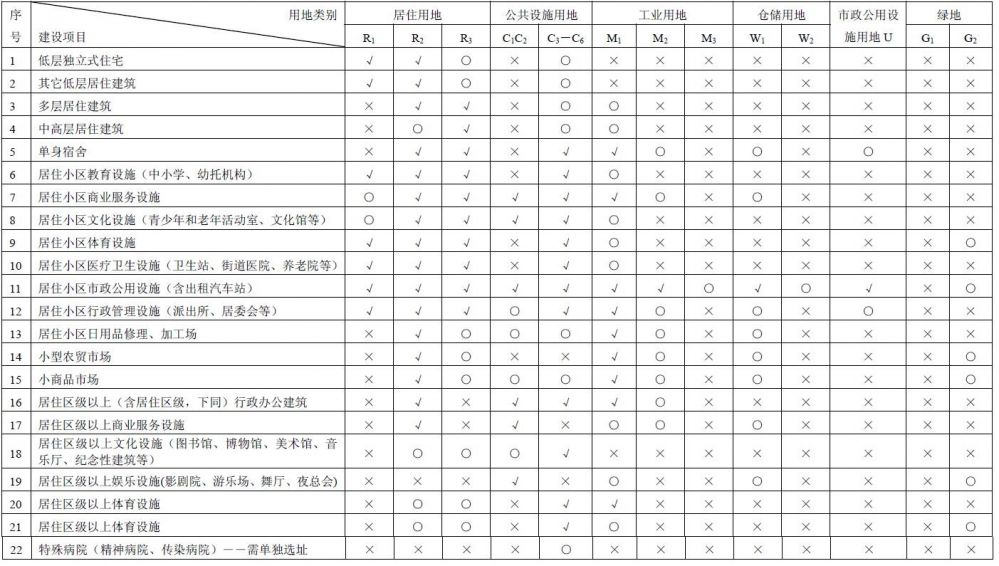 序号 用地类别 建设项目 居住用地 公共设施用地 工业用地 仓储用地 市政公用设施用地 U 绿地
R₁ R₂ R₃ C₁C₂ C₃－C₆ M₁ M₂ M₃ W₁ W₂ G₁ G₂
1 低层独立式住宅 √ √ ○ × ○ × × × × × × × ×
2 其它低层居住建筑 √ √ ○ × ○ × × × × × × × ×
3 多层居住建筑 × √ √ × ○ ○ × × × × × × ×
4 中高层居住建筑 × ○ √ × ○ ○ × × × × × × ×
5 单身宿舍 × √ √ × √ √ ○ × ○ × ○ × ×
6 居住小区教育设施（中小学、幼托机构） √ √ √ × √ ○ × × × × × × ×
7 居住小区商业服务设施 ○ √ √ √ √ √ ○ × ○ × × × ×
8 居住小区文化设施（青少年和老年活动室、文化馆等） ○ √ √ √ √ ○ × × × × × × ×
9 居住小区体育设施 √ √ √ × √ ○ × × × × × × ○
10 居住小区医疗卫生设施（卫生站、街道医院、养老院等） √ √ √ × √ ○ × × × × × × ×
11 居住小区市政公用设施（含出租汽车站） √ √ √ √ √ √ √ ○ √ ○ √ × ○
12 居住小区行政管理设施（派出所、居委会等） √ √ √ ○ √ √ ○ × ○ × ○ × ×
13 居住小区日用品修理、加工场 × √ ○ ○ ○ √ ○ × ○ × × × ×
14 小型农贸市场 × √ ○ × × √ ○ × ○ × × × ○
15 小商品市场 × √ ○ ○ ○ √ ○ × ○ × × × ○
16 居住区级以上（含居住区级，下同）行政办公建筑 × √ × √ √ √ ○ × × × × × ×
17 居住区级以上商业服务设施 × √ × √ × ○ ○ × ○ × × × ×
18 居住区级以上文化设施（图书馆、博物馆、美术馆、音 × ○ ○ ○ √ × × × × × × × ×
乐厅、纪念性建筑等）
19 居住区级以上娱乐设施(影剧院、游乐场、舞厅、夜总会) × × × √ × ○ × × ○ × × × ○
20 居住区级以上体育设施 × ○ ○ × √ √ × × × × × × ×
21 居住区级以上体育设施 × ○ ○ × √ ○ × × × × × × ○
22 特殊病院（精神病院、传染病院）－－需单独选址 × × × × ○ × × × × × × × ×